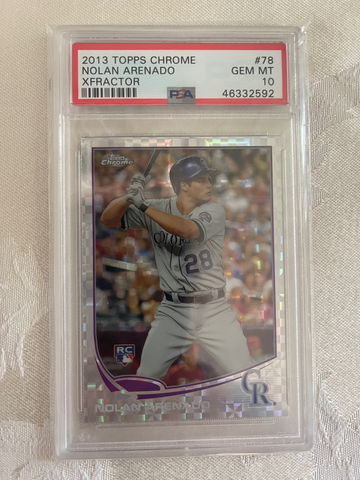 2013 TOPPS CHROME #78
NOLAN ARENADO GEM MT
XFRACTOR 10
PSA 46332592
Topps
Chrome
COLORADO
28
RC
CR
NOLAN ARENADO